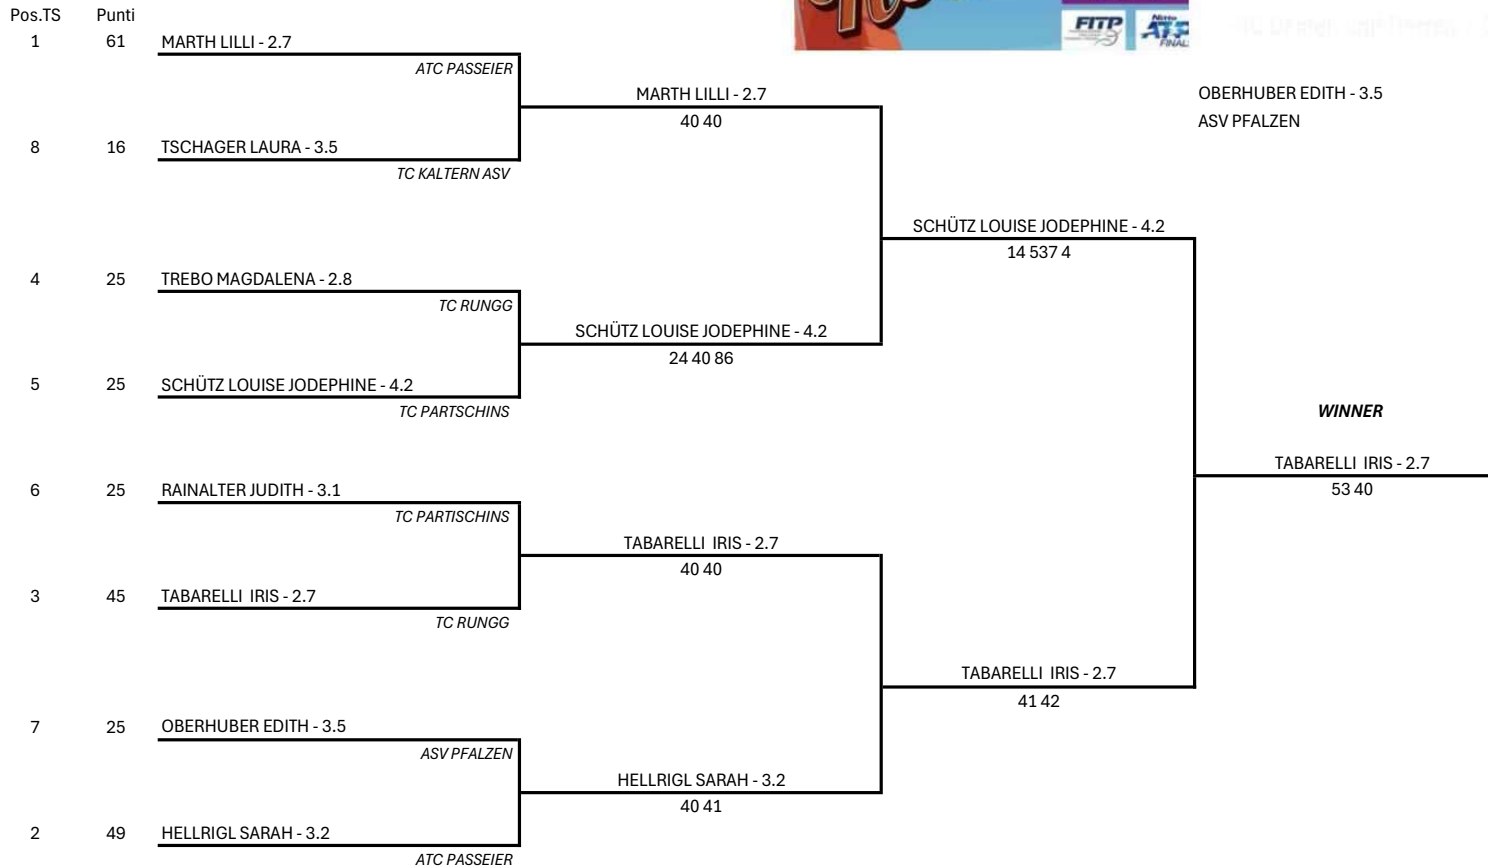 Pos.TS Punti
1 61 MARTH LILLI - 2.7
ATC PASSEIER
MARTH LILLI - 2.7
40 40
8 16 TSCHAGER LAURA - 3.5
TC KALTERN ASV
SCHÜTZ LOUISE JODEPHINE - 4.2
14 537 4
4 25 TREBO MAGDALENA - 2.8
TC RUNGG
SCHÜTZ LOUISE JODEPHINE - 4.2
24 40 86
5 25 SCHÜTZ LOUISE JODEPHINE - 4.2
TC PARTSCHINS
FITP
Nitto
ATP
FINAL
OBERHUBER EDITH - 3.5
ASV PFALZEN
WINNER
TABARELLI IRIS - 2.7
53 40
6 25 RAINALTER JUDITH - 3.1
TC PARTISCHINS
TABARELLI IRIS - 2.7
40 40
3 45 TABARELLI IRIS - 2.7
TC RUNGG
TABARELLI IRIS - 2.7
41 42
7 25 OBERHUBER EDITH - 3.5
ASV PFALZEN
HELLRIGL SARAH - 3.2
40 41
2 49 HELLRIGL SARAH - 3.2
ATC PASSEIER